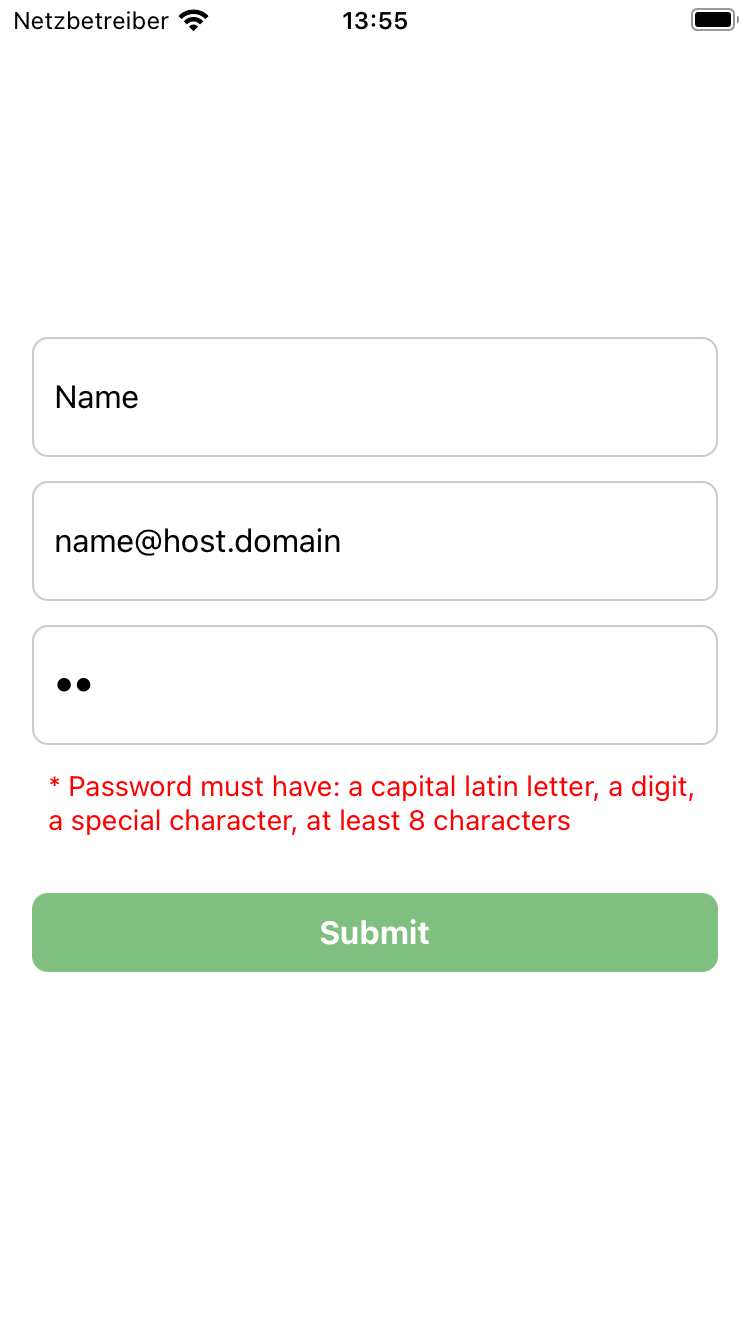 Netzbetreiber 13:55
Name
name@host.domain
••
* Password must have: a capital latin letter, a digit,
a special character, at least 8 characters
Submit